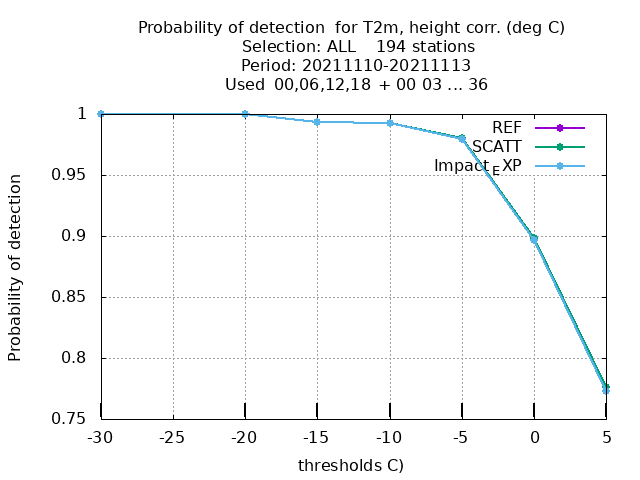 Probability of detection  for T2m, height corr. (deg C)
Selection: ALL    194 stations
Period: 20211110-20211113
Used  00,06,12,18  + 00 03 ... 36
REF
SCATT
Impact_EXP
1
0.95
0.9
0.85
0.8
0.75
Probability of detection
-30 -25 -20 -15 -10 -5 0 5
thresholds C)